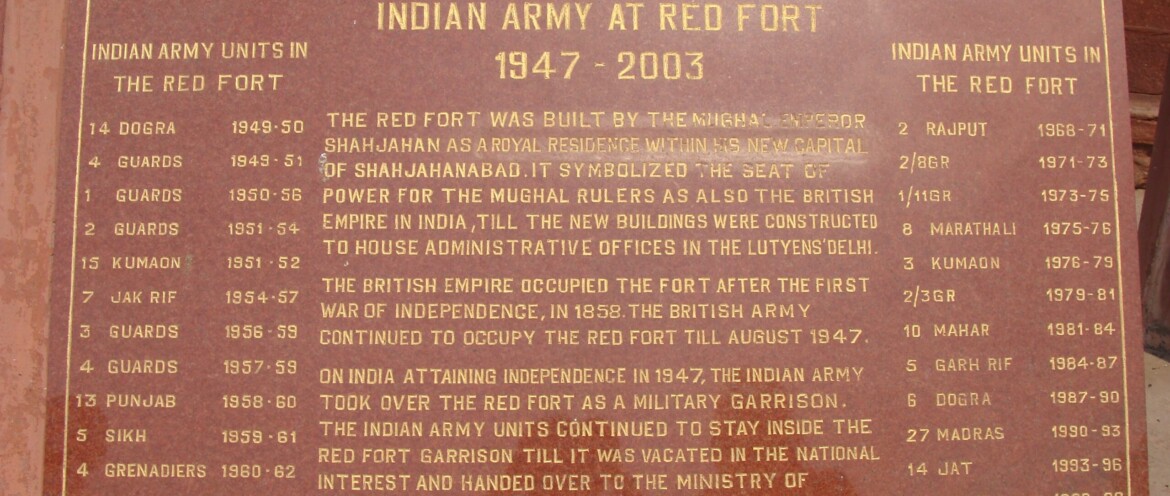 INDIAN ARMY AT RED FORT
1947 - 2003
INDIAN ARMY UNITS IN
THE RED FORT
14 DOGRA 1949-50
4 GUARDS 1949-51
1 GUARDS 1950-56
2 GUARDS 1951-54
15 KUMAON 1951-52
7 JAK RIF 1954-57
3 GUARDS 1956-59
4 GUARDS 1957-59
13 PUNJAB 1958-60
5 SIKH 1959-61
4 GRENADIERS 1960-62
THE RED FORT WAS BUILT BY THE MUGHAL EMPEROR
SHAHJAHAN AS A ROYAL RESIDENCE WITHIN HIS NEW CAPITAL
OF SHAHJAHANABAD. IT SYMBOLIZED THE SEAT OF
POWER FOR THE MUGHAL RULERS AS ALSO THE BRITISH
EMPIRE IN INDIA, TILL THE NEW BUILDINGS WERE CONSTRUCTED
TO HOUSE ADMINISTRATIVE OFFICES IN THE LUTYENS' DELHI.
THE BRITISH EMPIRE OCCUPIED THE FORT AFTER THE FIRST
WAR OF INDEPENDENCE, IN 1858. THE BRITISH ARMY
CONTINUED TO OCCUPY THE RED FORT TILL AUGUST 1947.
ON INDIA ATTAINING INDEPENDENCE IN 1947, THE INDIAN ARMY
TOOK OVER THE RED FORT AS A MILITARY GARRISON.
THE INDIAN ARMY UNITS CONTINUED TO STAY INSIDE THE
RED FORT GARRISON TILL IT WAS VACATED IN THE NATIONAL
INTEREST AND HANDED OVER TO THE MINISTRY OF
INDIAN ARMY UNITS IN
THE RED FORT
2 RAJPUT 1968-71
2/8GR 1971-73
1/11GR 1973-75
8 MARATHALI 1975-76
3 KUMAON 1976-79
2/3GR 1979-81
10 MAHAR 1981-84
5 GARH RIF 1984-87
6 DOGRA 1987-90
27 MADRAS 1990-93
14 JAT 1993-96